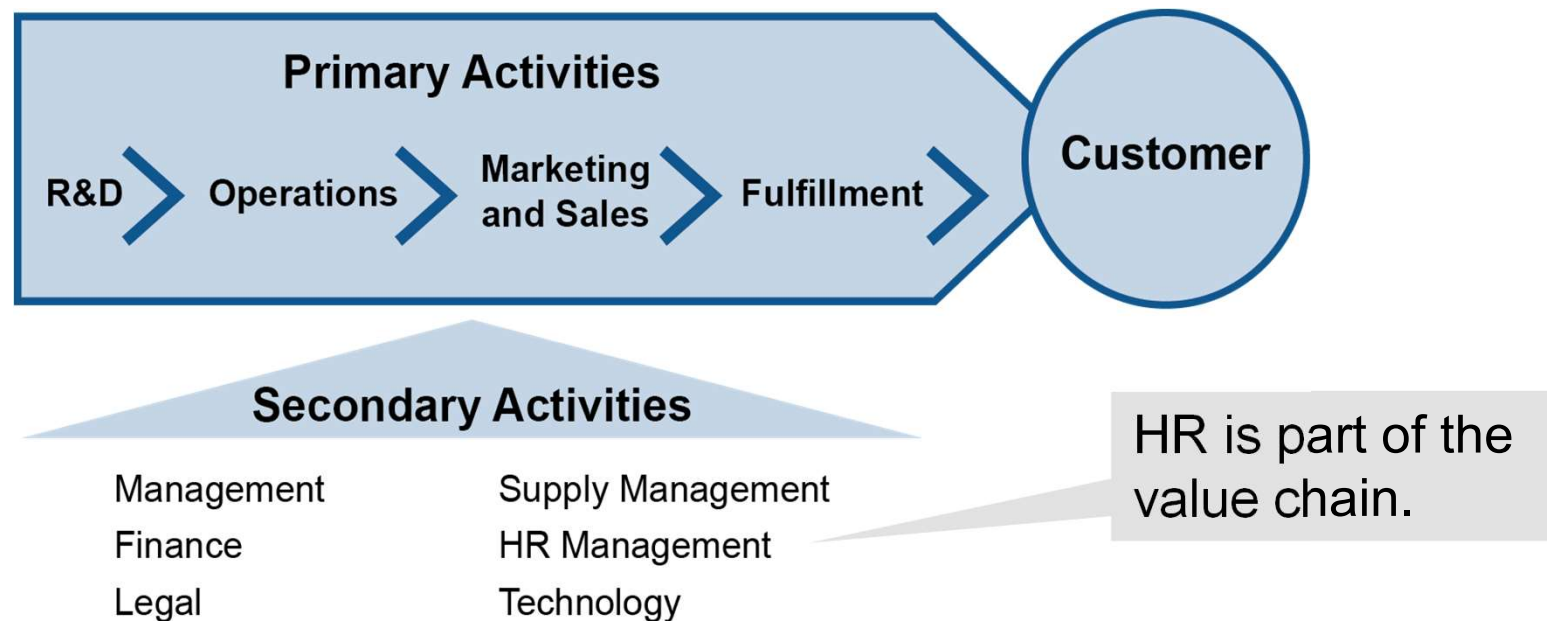 Primary Activities
R&D
Operations
Marketing
and Sales
Fulfillment
Customer
Secondary Activities
Management
Finance
Legal
Supply Management
HR Management
Technology
HR is part of the
value chain.